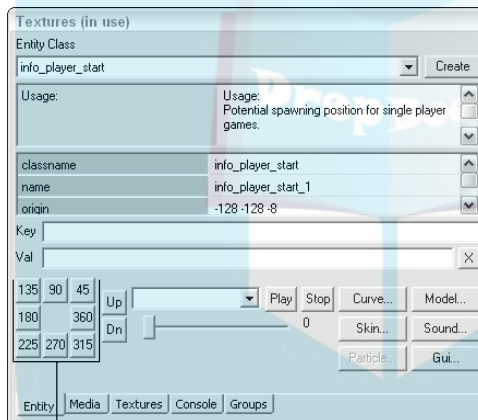 Textures (in use)
Entity Class
info_player_start
Create
Usage:
Usage:
Potential spawning position for single player
games.
classname info_player_start
name info_player_start_1
origin -128 -128 -8
Key
Val
X
135 90 45
180 360
225 270 315
Up
Dn
Play
Stop
0
Curve...
Model...
Skin...
Sound...
Particle...
Gui...
Entity
Media
Textures
Console
Groups